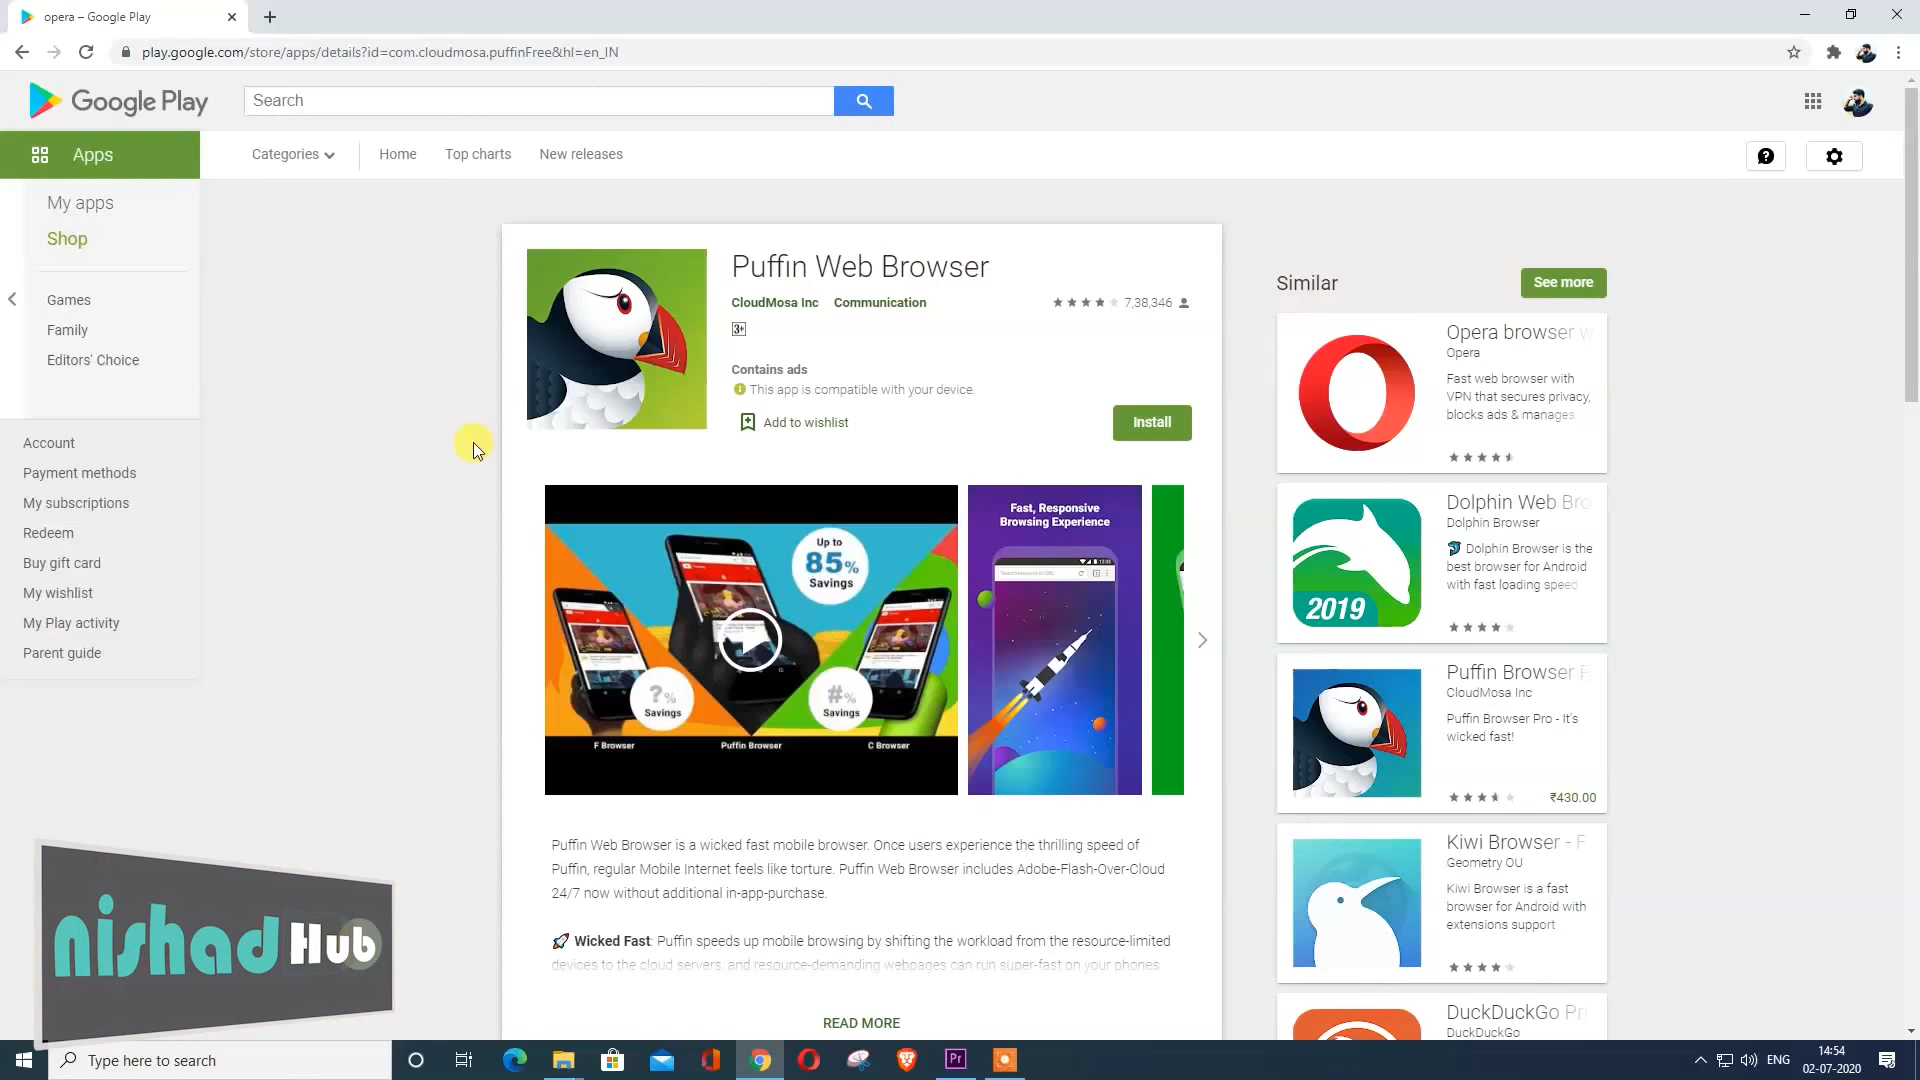 opera – Google Play
play.google.com/store/apps/details?id=com.cloudmosa.puffinFree&hl=en_IN
Google Play
Search
Apps
Categories
Home
Top charts
New releases
My apps
Shop
Games
Family
Editors' Choice
Account
Payment methods
My subscriptions
Redeem
Buy gift card
My wishlist
My Play activity
Parent guide
Puffin Web Browser
CloudMosa Inc Communication
7,38,346
3+
Contains ads
This app is compatible with your device.
Add to wishlist
Install
Up to
85%
Savings
?%
Savings
#%
Savings
F Browser
Puffin Browser
C Browser
Fast, Responsive
Browsing Experience
Puffin Web Browser is a wicked fast mobile browser. Once users experience the thrilling speed of
Puffin, regular Mobile Internet feels like torture. Puffin Web Browser includes Adobe-Flash-Over-Cloud
24/7 now without additional in-app-purchase.
Wicked Fast: Puffin speeds up mobile browsing by shifting the workload from the resource-limited
devices to the cloud servers, and resource-demanding webpages can run super-fast on your phones
READ MORE
Similar
See more
Opera browser w
Opera
Fast web browser with
VPN that secures privacy,
blocks ads & manages
Dolphin Web Bro
Dolphin Browser
Dolphin Browser is the
best browser for Android
with fast loading speed
2019
Puffin Browser P
CloudMosa Inc
Puffin Browser Pro - It's
wicked fast!
₹430.00
Kiwi Browser - F
Geometry OU
Kiwi Browser is a fast
browser for Android with
extensions support
DuckDuckGo Pri
DuckDuckGo
nishad Hub
Type here to search
Pr
ENG
14:54
02-07-2020